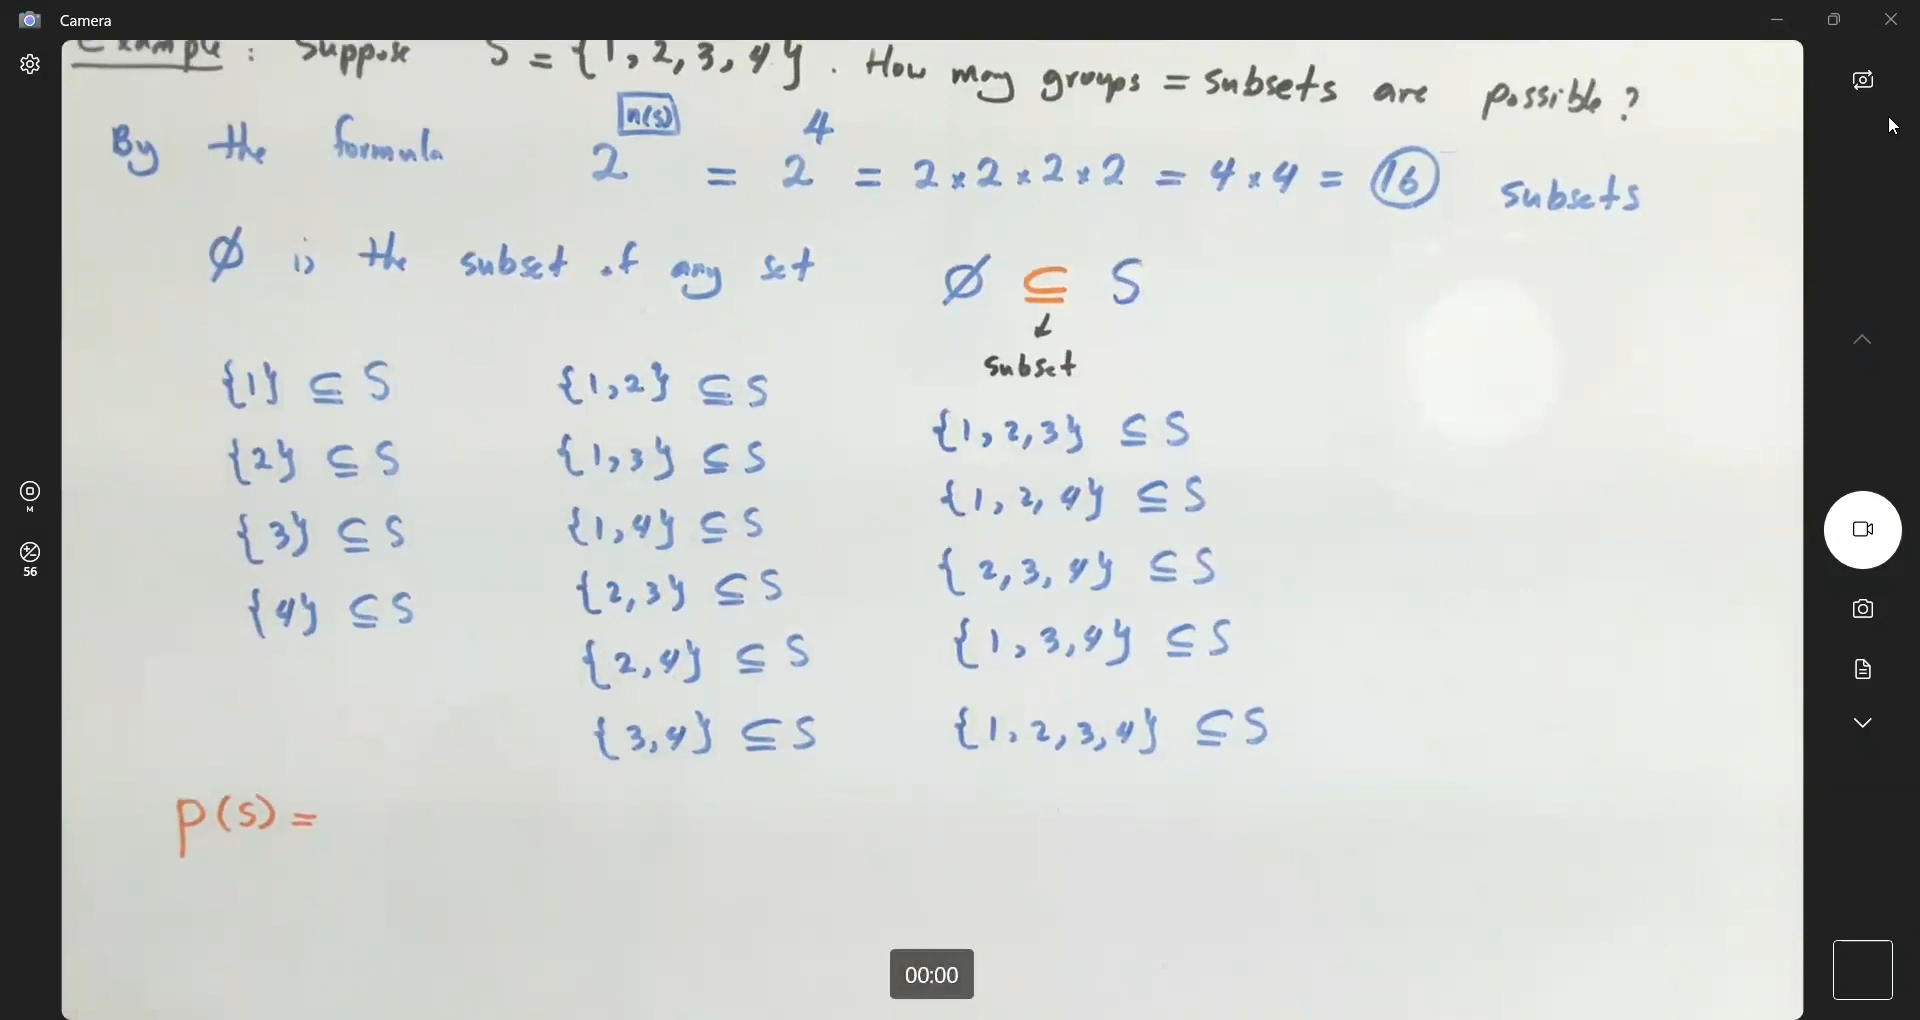 Camera
Example : Suppose S = {1, 2, 3, 4}. How may groups = subsets are possible?
By the formula 2^n(s) = 2^4 = 2 × 2 × 2 × 2 = 4 × 4 = 16 subsets
∅ is the subset of any set ∅ ⊆ S
subset
{1} ⊆ S
{2} ⊆ S
{3} ⊆ S
{4} ⊆ S
{1,2} ⊆ S
{1,3} ⊆ S
{1,4} ⊆ S
{2,3} ⊆ S
{2,4} ⊆ S
{3,4} ⊆ S
{1,2,3} ⊆ S
{1,2,4} ⊆ S
{2,3,4} ⊆ S
{1,3,4} ⊆ S
{1,2,3,4} ⊆ S
P(S) =
M
56
00:00